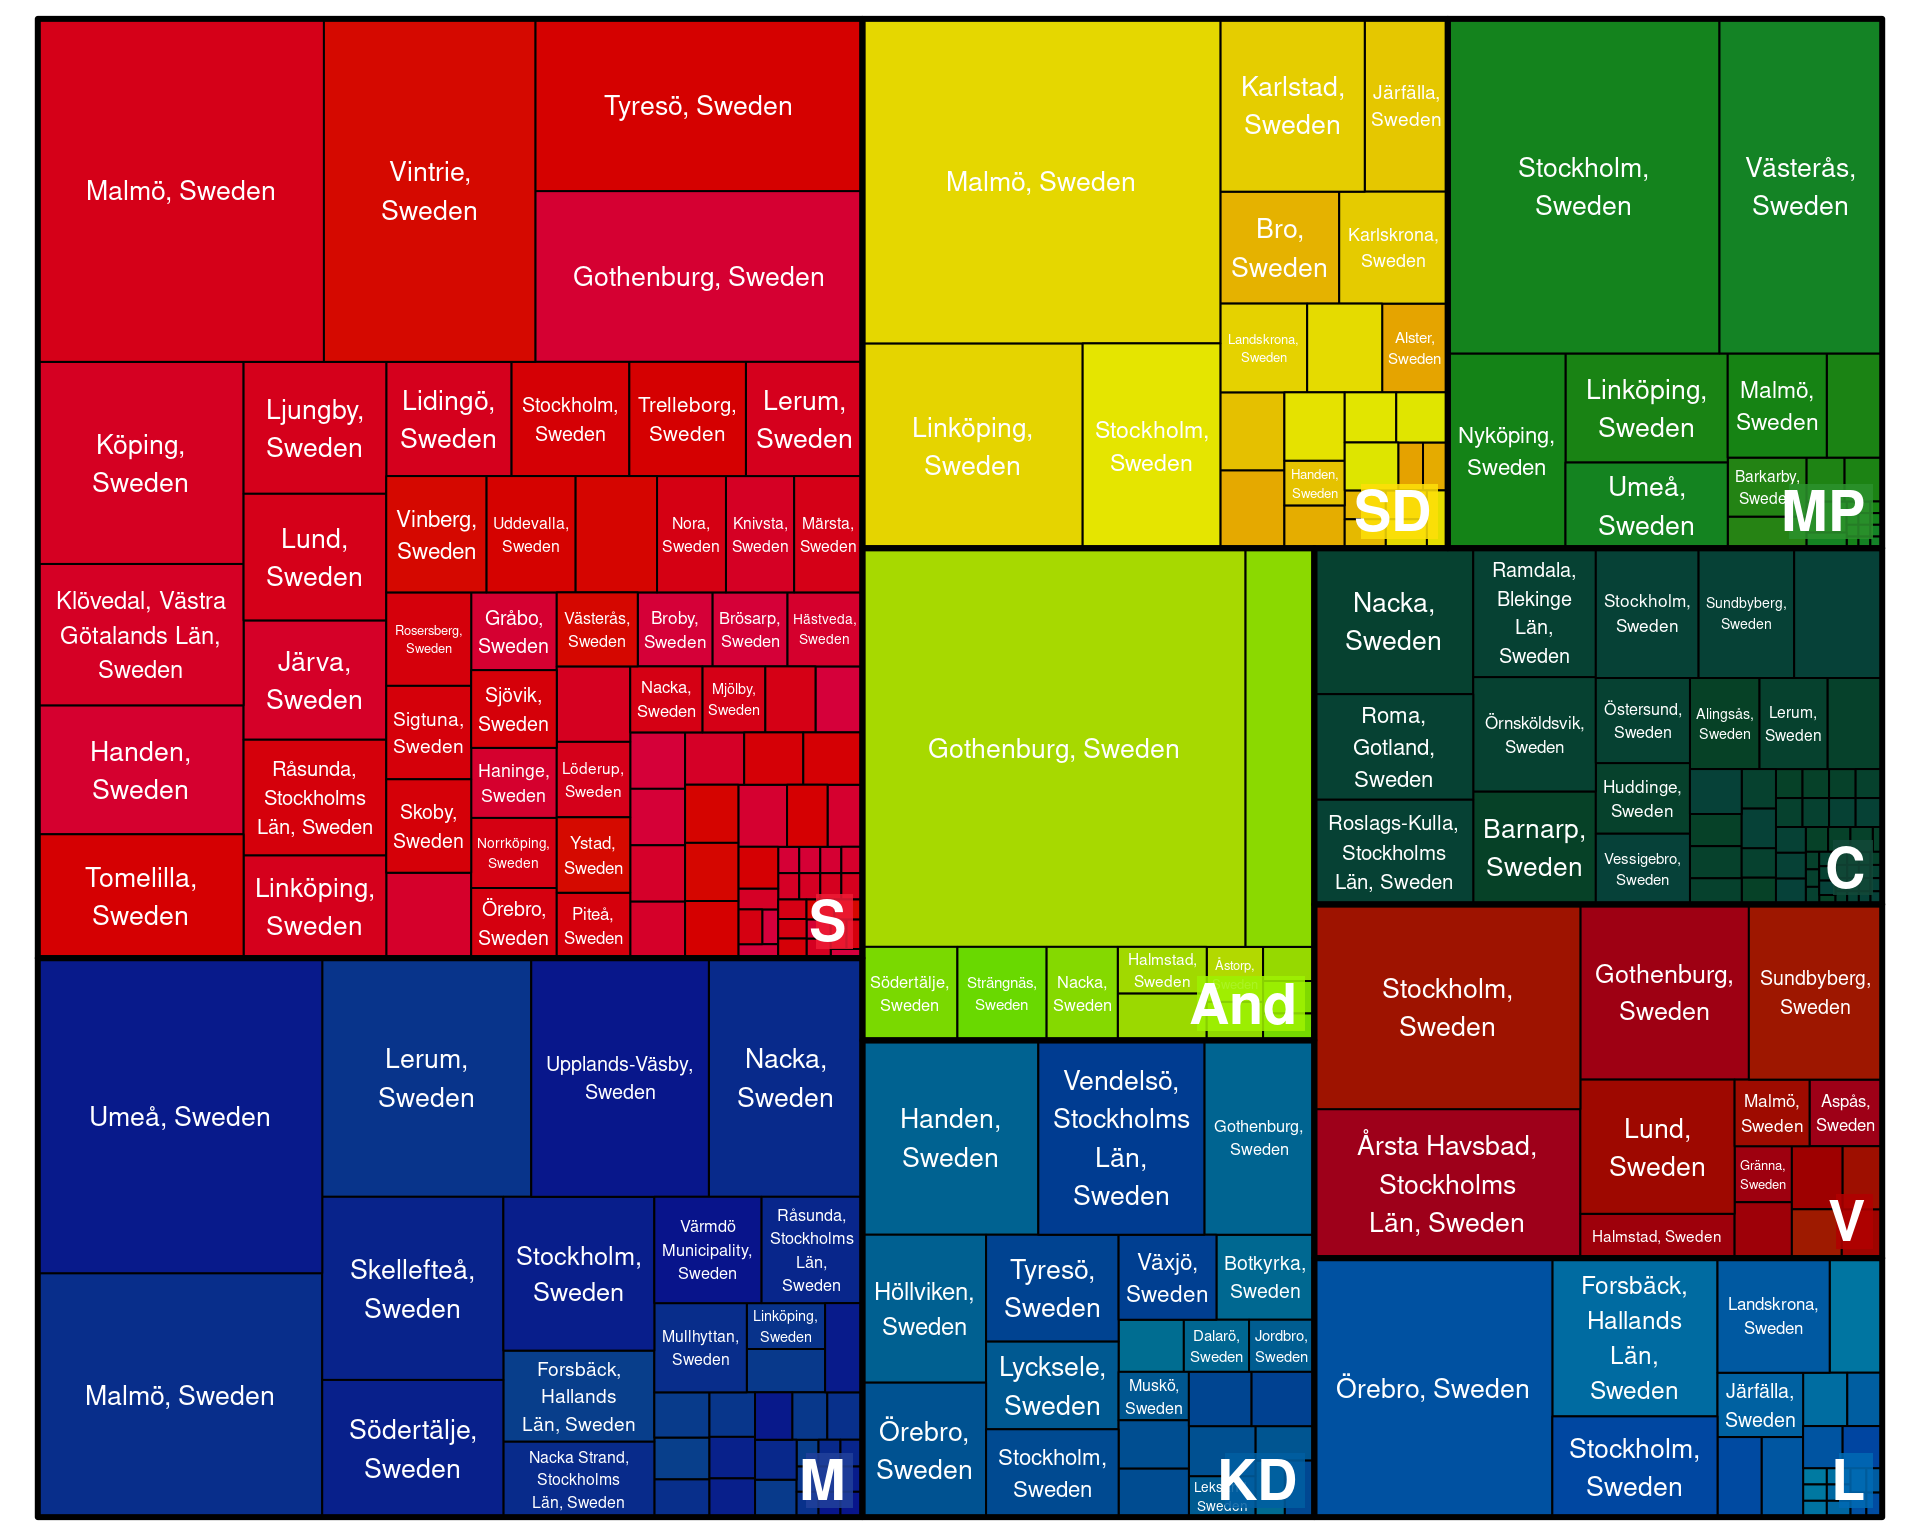 Malmö, Sweden
Vintrie,
Sweden
Tyresö, Sweden
Gothenburg, Sweden
Köping,
Sweden
Klövedal, Västra
Götalands Län,
Sweden
Handen,
Sweden
Tomelilla,
Sweden
Ljungby,
Sweden
Lund,
Sweden
Järva,
Sweden
Råsunda,
Stockholms
Län, Sweden
Linköping,
Sweden
Lidingö,
Sweden
Stockholm,
Sweden
Trelleborg,
Sweden
Lerum,
Sweden
Vinberg,
Sweden
Uddevalla,
Sweden
Nora,
Sweden
Knivsta,
Sweden
Märsta,
Sweden
Rosersberg,
Sweden
Sigtuna,
Sweden
Skoby,
Sweden
Gråbo,
Sweden
Sjövik,
Sweden
Haninge,
Sweden
Norrköping,
Sweden
Örebro,
Sweden
Västerås,
Sweden
Broby,
Sweden
Brösarp,
Sweden
Hästveda,
Sweden
Löderup,
Sweden
Ystad,
Sweden
Piteå,
Sweden
Nacka,
Sweden
Mjölby,
Sweden
S
Umeå, Sweden
Malmö, Sweden
Lerum,
Sweden
Upplands-Väsby,
Sweden
Nacka,
Sweden
Skellefteå,
Sweden
Södertälje,
Sweden
Stockholm,
Sweden
Forsbäck,
Hallands
Län, Sweden
Nacka Strand,
Stockholms
Län, Sweden
Värmdö
Municipality,
Sweden
Råsunda,
Stockholms
Län,
Sweden
Mullhyttan,
Sweden
Linköping,
Sweden
M
Malmö, Sweden
Linköping,
Sweden
Stockholm,
Sweden
Karlstad,
Sweden
Järfälla,
Sweden
Bro,
Sweden
Karlskrona,
Sweden
Landskrona,
Sweden
Alster,
Sweden
Handen,
Sweden
SD
Stockholm,
Sweden
Västerås,
Sweden
Nyköping,
Sweden
Linköping,
Sweden
Umeå,
Sweden
Malmö,
Sweden
Barkarby,
Sweden
MP
Gothenburg, Sweden
Södertälje,
Sweden
Strängnäs,
Sweden
Nacka,
Sweden
Halmstad,
Sweden
Åstorp,
And
Nacka,
Sweden
Roma,
Gotland,
Sweden
Roslags-Kulla,
Stockholms
Län, Sweden
Ramdala,
Blekinge
Län,
Sweden
Örnsköldsvik,
Sweden
Barnarp,
Sweden
Stockholm,
Sweden
Sundbyberg,
Sweden
Östersund,
Sweden
Huddinge,
Sweden
Vessigebro,
Sweden
Alingsås,
Sweden
Lerum,
Sweden
C
Handen,
Sweden
Vendelsö,
Stockholms
Län,
Sweden
Gothenburg,
Sweden
Höllviken,
Sweden
Örebro,
Sweden
Tyresö,
Sweden
Lycksele,
Sweden
Stockholm,
Sweden
Växjö,
Sweden
Botkyrka,
Sweden
Dalarö,
Sweden
Jordbro,
Sweden
Muskö,
Sweden
Sweden
KD
Stockholm,
Sweden
Årsta Havsbad,
Stockholms
Län, Sweden
Gothenburg,
Sweden
Sundbyberg,
Sweden
Lund,
Sweden
Halmstad, Sweden
Malmö,
Sweden
Aspås,
Sweden
Gränna,
Sweden
V
Örebro, Sweden
Forsbäck,
Hallands
Län,
Sweden
Stockholm,
Sweden
Landskrona,
Sweden
Järfälla,
Sweden
L